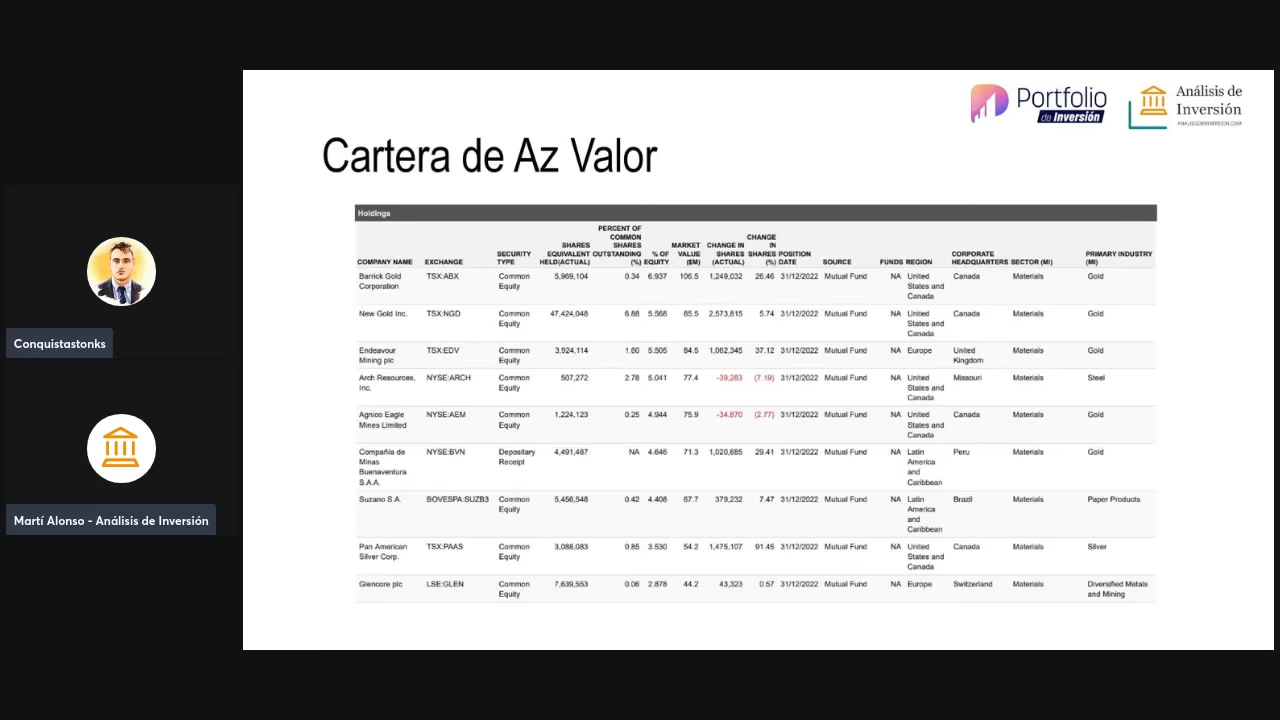 Portfolio
de Inversión
Análisis de
Inversión
ANALISISDEINVERSION.COM
Cartera de Az Valor
Conquistastonks
Martí Alonso - Análisis de Inversión
Holdings
COMPANY NAME EXCHANGE SECURITY TYPE SHARES EQUIVALENT HELD(ACTUAL) PERCENT OF COMMON SHARES OUTSTANDING (%) % OF EQUITY MARKET VALUE ($M) CHANGE IN SHARES (ACTUAL) CHANGE IN SHARES (%) POSITION DATE SOURCE FUNDS REGION CORPORATE HEADQUARTERS SECTOR (MI) PRIMARY INDUSTRY (MI)
Barrick Gold Corporation TSX:ABX Common Equity 5,969,104 0.34 6.937 106.5 1,249,032 26.46 31/12/2022 Mutual Fund NA United States and Canada Canada Materials Gold
New Gold Inc. TSX:NGD Common Equity 47,424,048 6.88 5.568 85.5 2,573,815 5.74 31/12/2022 Mutual Fund NA United States and Canada Canada Materials Gold
Endeavour Mining plc TSX:EDV Common Equity 3,924,114 1.60 5.505 84.5 1,062,345 37.12 31/12/2022 Mutual Fund NA Europe United Kingdom Materials Gold
Arch Resources, Inc. NYSE:ARCH Common Equity 507,272 2.78 5.041 77.4 -39,283 (7.19) 31/12/2022 Mutual Fund NA United States and Canada Missouri Materials Steel
Agnico Eagle Mines Limited NYSE:AEM Common Equity 1,224,123 0.25 4.944 75.9 -34,870 (2.77) 31/12/2022 Mutual Fund NA United States and Canada Canada Materials Gold
Compañía de Minas Buenaventura S.A.A. NYSE:BVN Depositary Receipt 4,491,487 NA 4.646 71.3 1,020,685 29.41 31/12/2022 Mutual Fund NA Latin America and Caribbean Peru Materials Gold
Suzano S.A. BOVESPA:SUZB3 Common Equity 5,456,548 0.42 4.408 67.7 379,232 7.47 31/12/2022 Mutual Fund NA Latin America and Caribbean Brazil Materials Paper Products
Pan American Silver Corp. TSX:PAAS Common Equity 3,088,083 0.85 3.530 54.2 1,475,107 91.45 31/12/2022 Mutual Fund NA United States and Canada Canada Materials Silver
Glencore plc LSE:GLEN Common Equity 7,639,553 0.06 2.878 44.2 43,323 0.57 31/12/2022 Mutual Fund NA Europe Switzerland Materials Diversified Metals and Mining